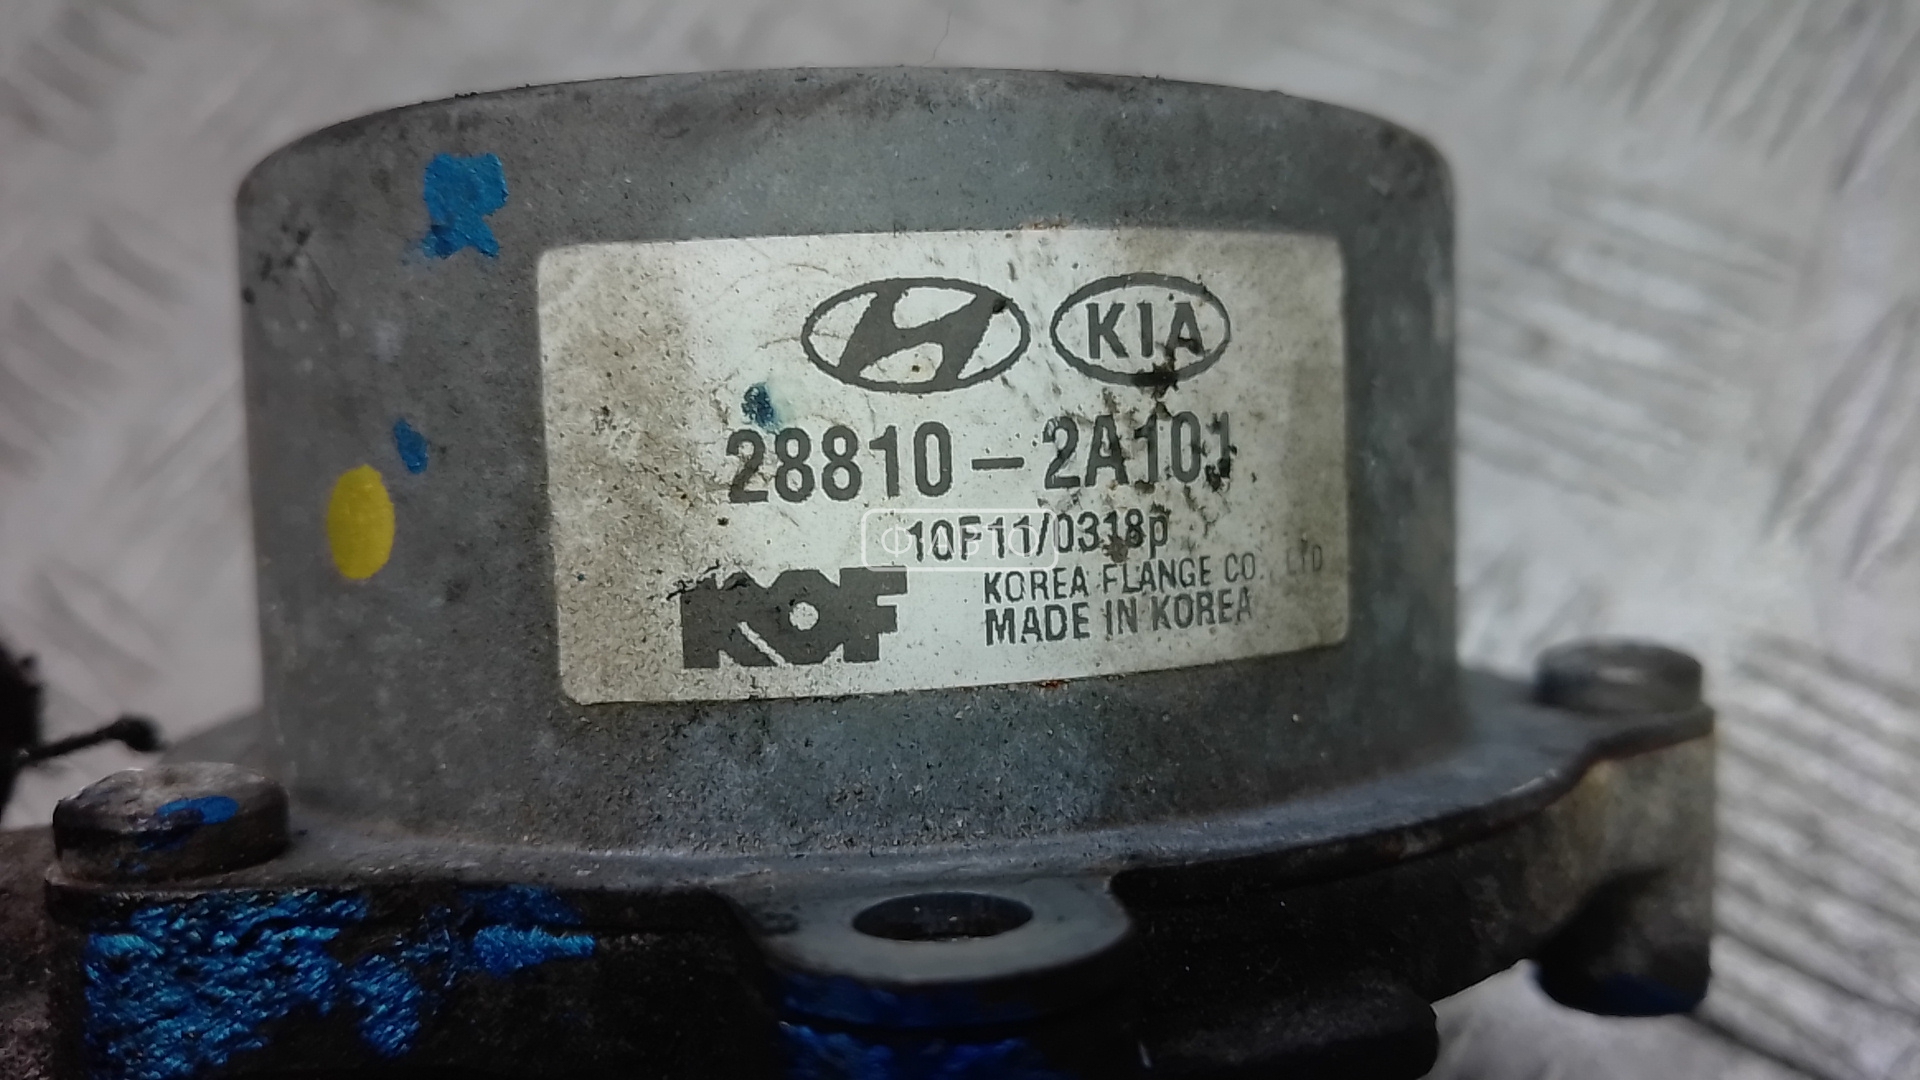 KIA
28810-2A101
10F11/0318p
KOF
KOREA FLANGE CO., LTD
MADE IN KOREA